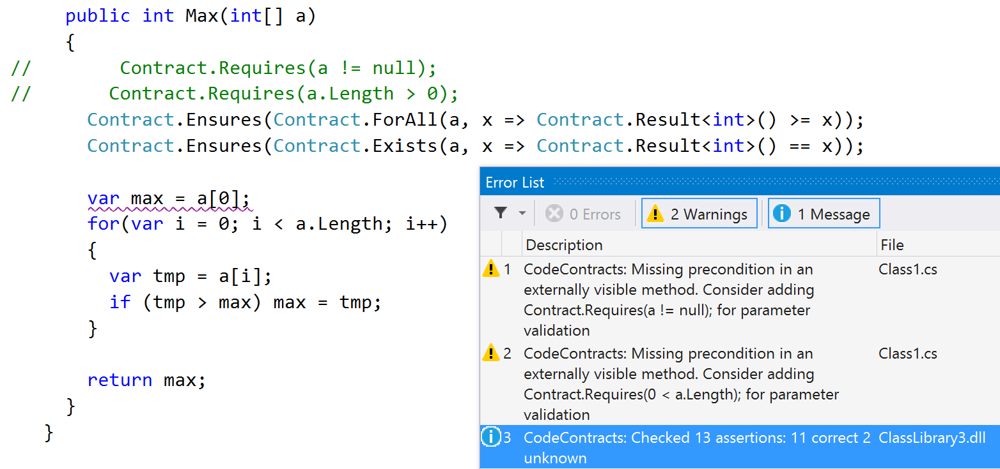 public int Max(int[] a)
{
//        Contract.Requires(a != null);
//       Contract.Requires(a.Length > 0);
Contract.Ensures(Contract.ForAll(a, x => Contract.Result<int>() >= x));
Contract.Ensures(Contract.Exists(a, x => Contract.Result<int>() == x));
var max = a[0];
for(var i = 0; i < a.Length; i++)
{
var tmp = a[i];
if (tmp > max) max = tmp;
}
return max;
}
}
Error List
0 Errors 2 Warnings 1 Message
Description File
1 CodeContracts: Missing precondition in an Class1.cs
externally visible method. Consider adding
Contract.Requires(a != null); for parameter
validation
2 CodeContracts: Missing precondition in an Class1.cs
externally visible method. Consider adding
Contract.Requires(0 < a.Length); for parameter
validation
3 CodeContracts: Checked 13 assertions: 11 correct 2 ClassLibrary3.dll
unknown